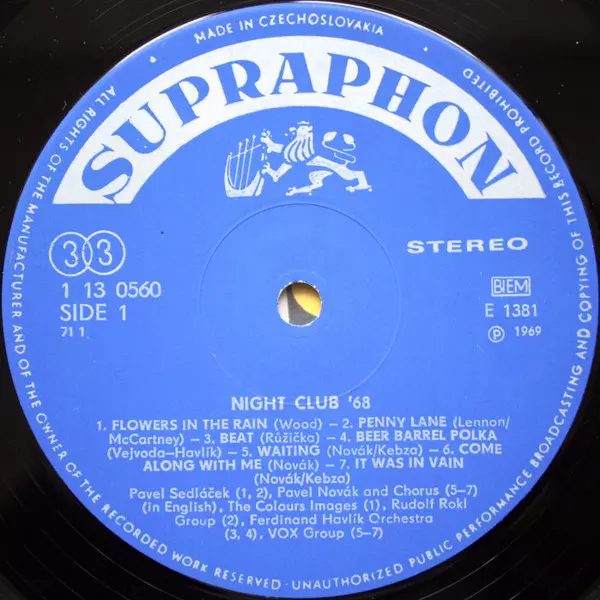 MADE IN CZECHOSLOVAKIA
ALL RIGHTS OF THE MANUFACTURER AND OF THE OWNER OF THE RECORDED WORK RESERVED - UNAUTHORIZED PUBLIC PERFORMANCE BROADCASTING AND COPYING OF THIS RECORD PROHIBITED
SUPRAPHON
33
STEREO
1 13 0560
SIDE 1
71 1
BIEM
E 1381
℗ 1969
NIGHT CLUB '68
1. FLOWERS IN THE RAIN (Wood) – 2. PENNY LANE (Lennon/
McCartney) – 3. BEAT (Růžička) – 4. BEER BARREL POLKA
(Vejvoda-Havlík) – 5. WAITING (Novák/Kebza) – 6. COME
ALONG WITH ME (Novák) – 7. IT WAS IN VAIN
(Novák/Kebza)
Pavel Sedláček (1, 2), Pavel Novák and Chorus (5–7)
(in English), The Colours Images (1), Rudolf Rokl
Group (2), Ferdinand Havlík Orchestra
(3, 4), VOX Group (5–7)